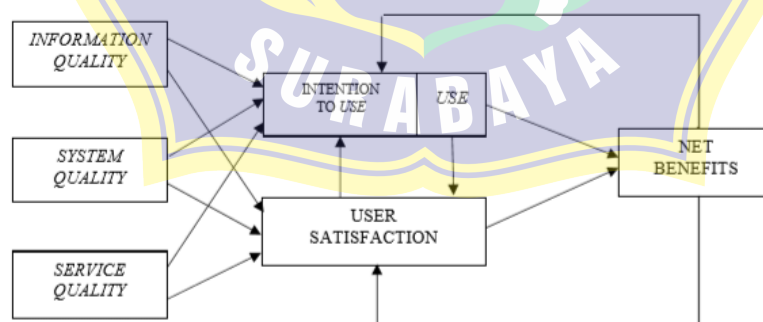 INFORMATION
QUALITY
SURABAYA
INTENTION
TO USE
USE
SYSTEM
QUALITY
NET
BENEFITS
USER
SATISFACTION
SERVICE
QUALITY